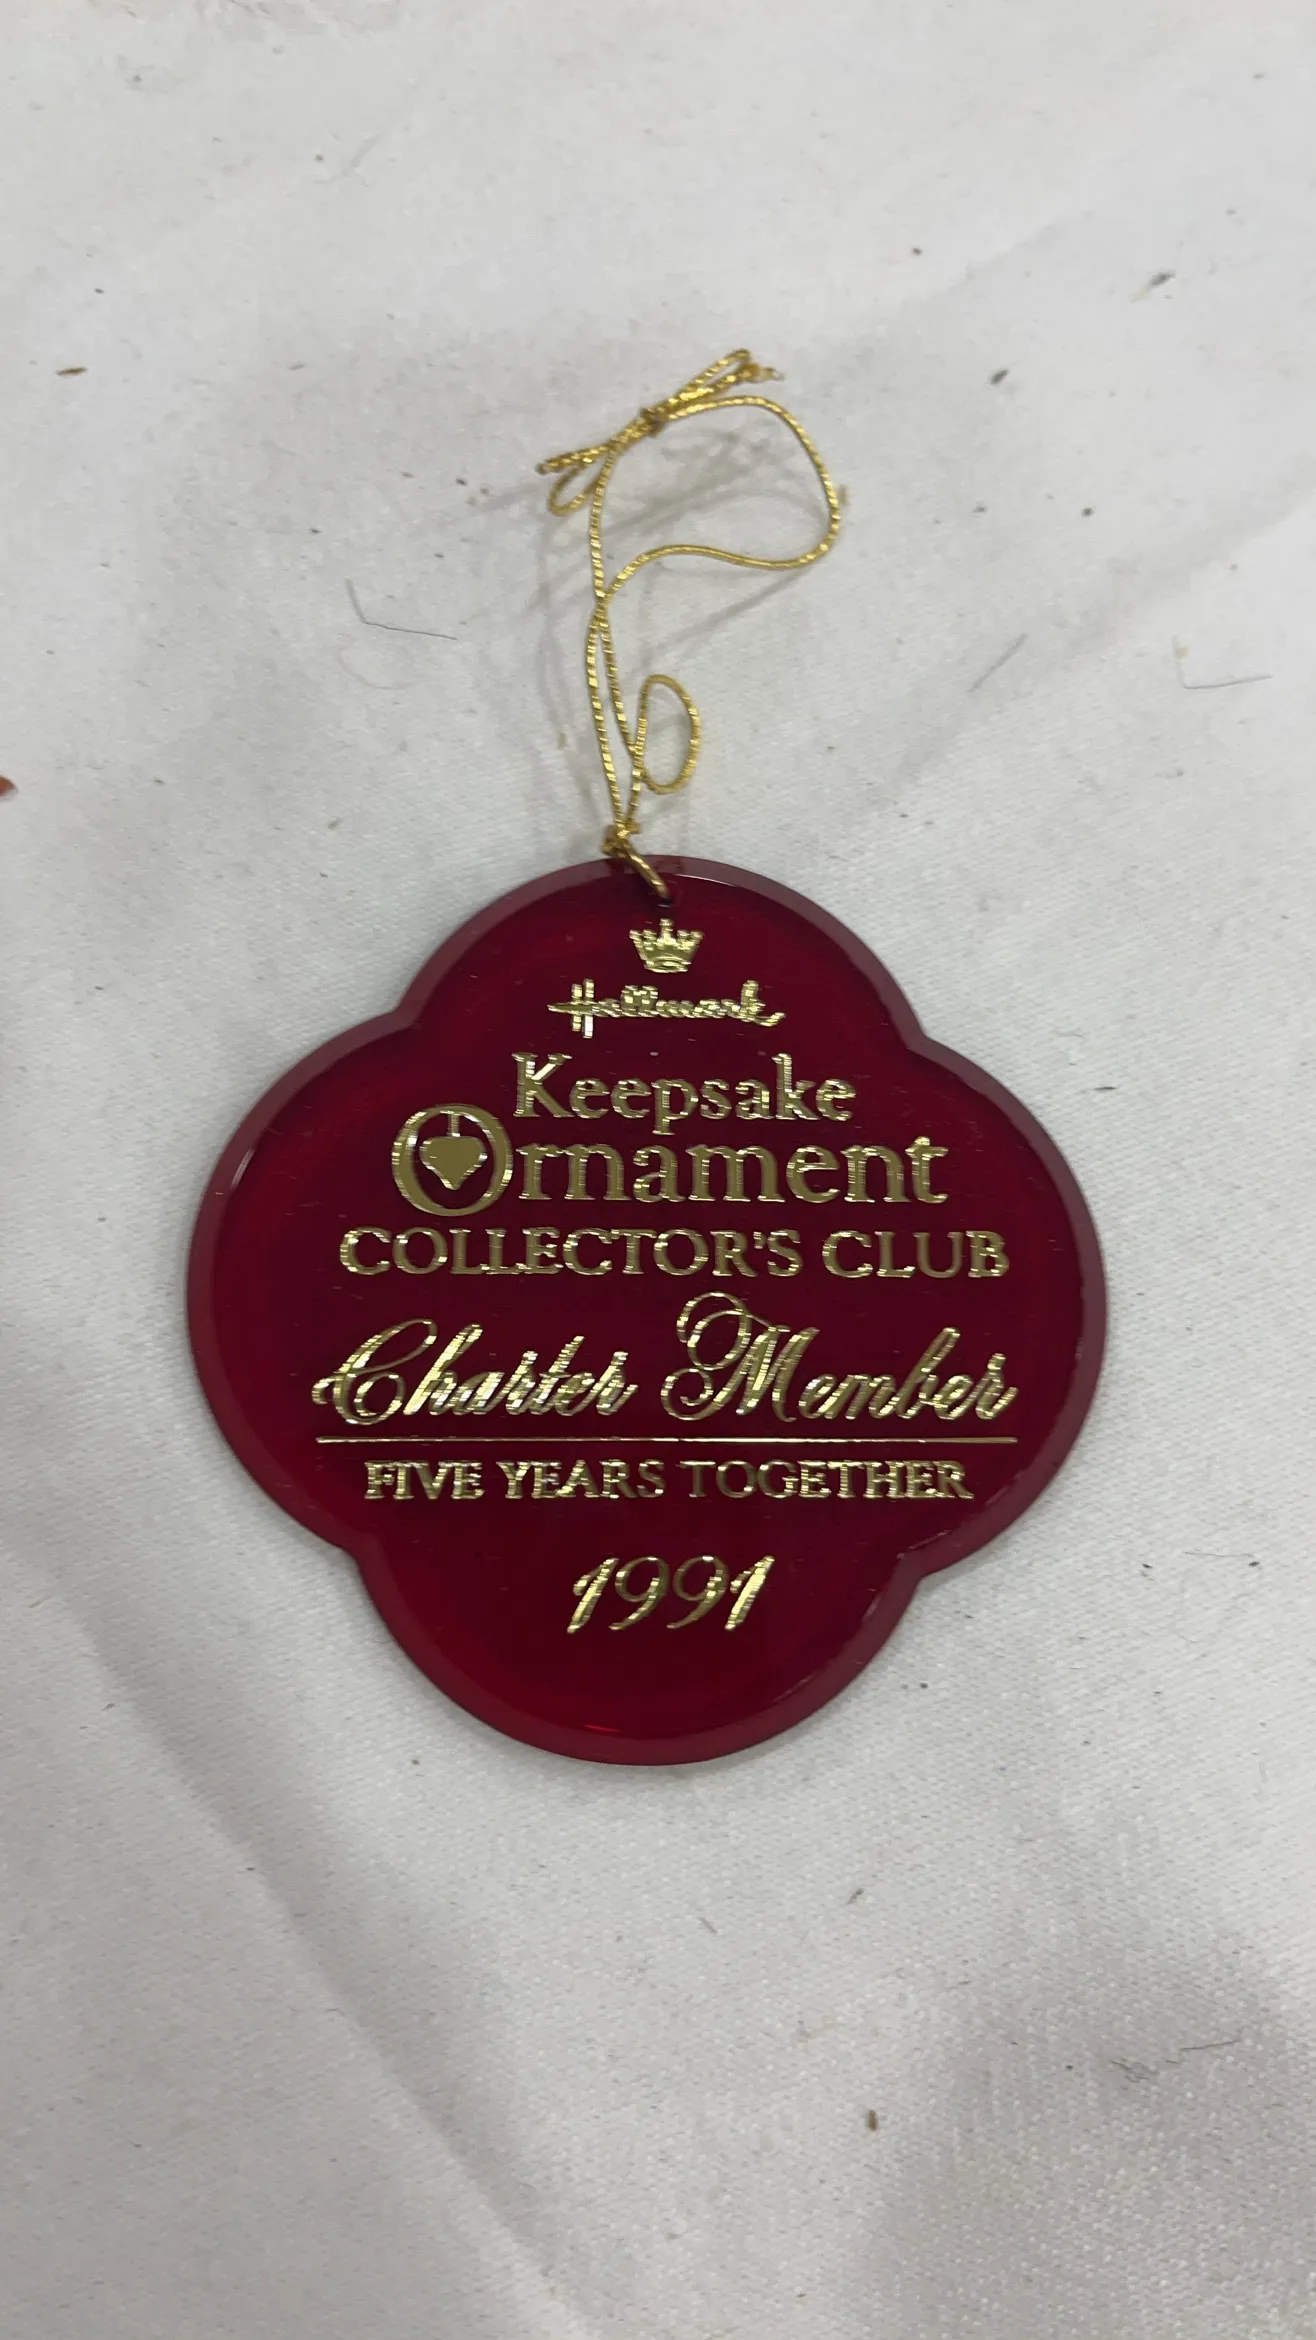 Hallmark
Keepsake
Ornament
COLLECTOR'S CLUB
Charter Member
FIVE YEARS TOGETHER
1991